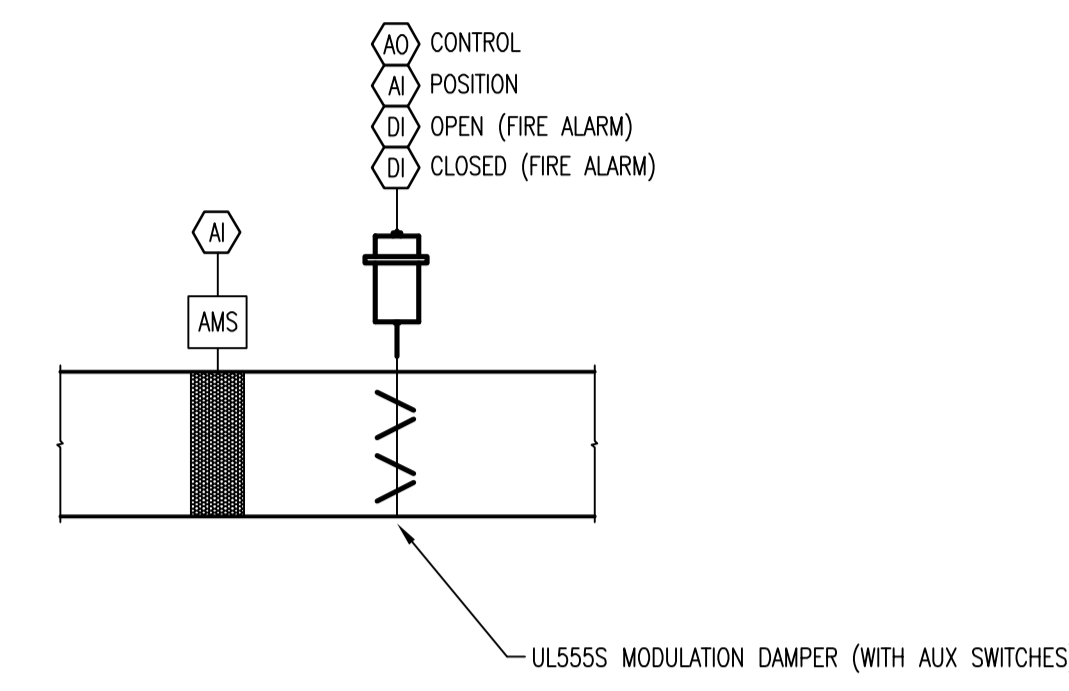 AO CONTROL
AI POSITION
DI OPEN (FIRE ALARM)
DI CLOSED (FIRE ALARM)
AI
AMS
UL555S MODULATION DAMPER (WITH AUX SWITCHES